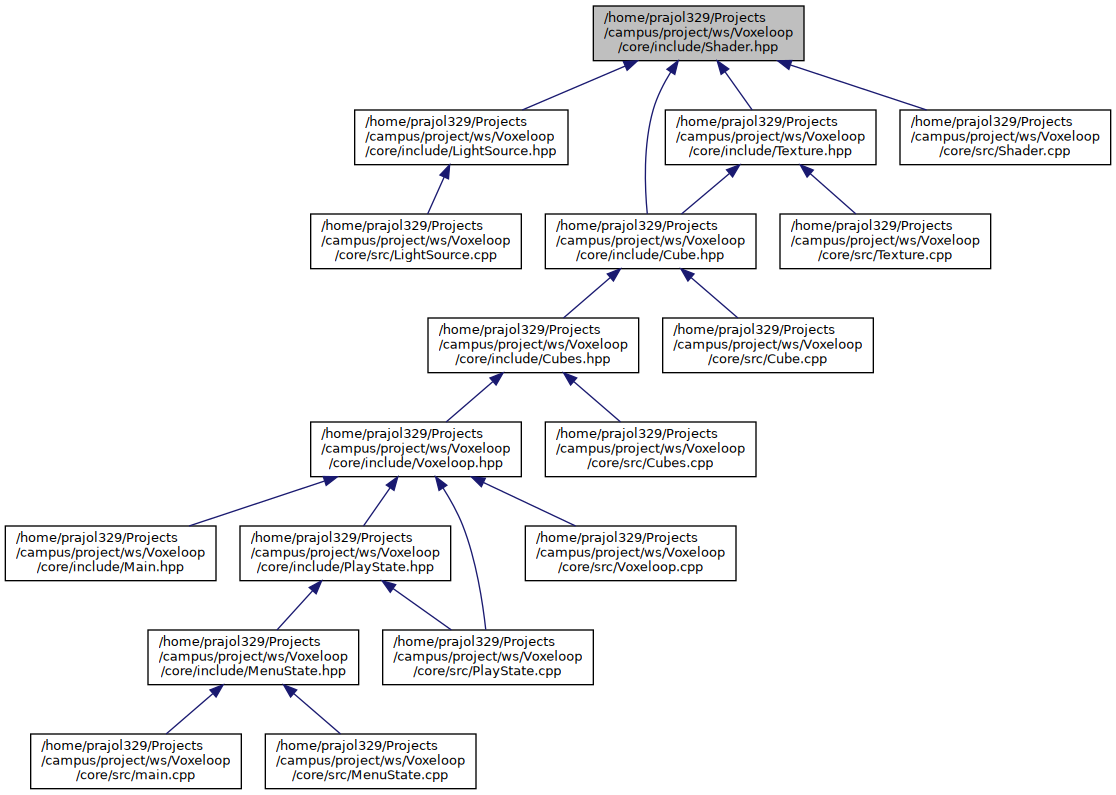 /home/prajol329/Projects
/campus/project/ws/Voxeloop
/core/include/Shader.hpp
/home/prajol329/Projects
/campus/project/ws/Voxeloop
/core/include/LightSource.hpp
/home/prajol329/Projects
/campus/project/ws/Voxeloop
/core/include/Texture.hpp
/home/prajol329/Projects
/campus/project/ws/Voxeloop
/core/src/Shader.cpp
/home/prajol329/Projects
/campus/project/ws/Voxeloop
/core/src/LightSource.cpp
/home/prajol329/Projects
/campus/project/ws/Voxeloop
/core/include/Cube.hpp
/home/prajol329/Projects
/campus/project/ws/Voxeloop
/core/src/Texture.cpp
/home/prajol329/Projects
/campus/project/ws/Voxeloop
/core/include/Cubes.hpp
/home/prajol329/Projects
/campus/project/ws/Voxeloop
/core/src/Cube.cpp
/home/prajol329/Projects
/campus/project/ws/Voxeloop
/core/include/Voxeloop.hpp
/home/prajol329/Projects
/campus/project/ws/Voxeloop
/core/src/Cubes.cpp
/home/prajol329/Projects
/campus/project/ws/Voxeloop
/core/include/Main.hpp
/home/prajol329/Projects
/campus/project/ws/Voxeloop
/core/include/PlayState.hpp
/home/prajol329/Projects
/campus/project/ws/Voxeloop
/core/src/Voxeloop.cpp
/home/prajol329/Projects
/campus/project/ws/Voxeloop
/core/include/MenuState.hpp
/home/prajol329/Projects
/campus/project/ws/Voxeloop
/core/src/PlayState.cpp
/home/prajol329/Projects
/campus/project/ws/Voxeloop
/core/src/main.cpp
/home/prajol329/Projects
/campus/project/ws/Voxeloop
/core/src/MenuState.cpp